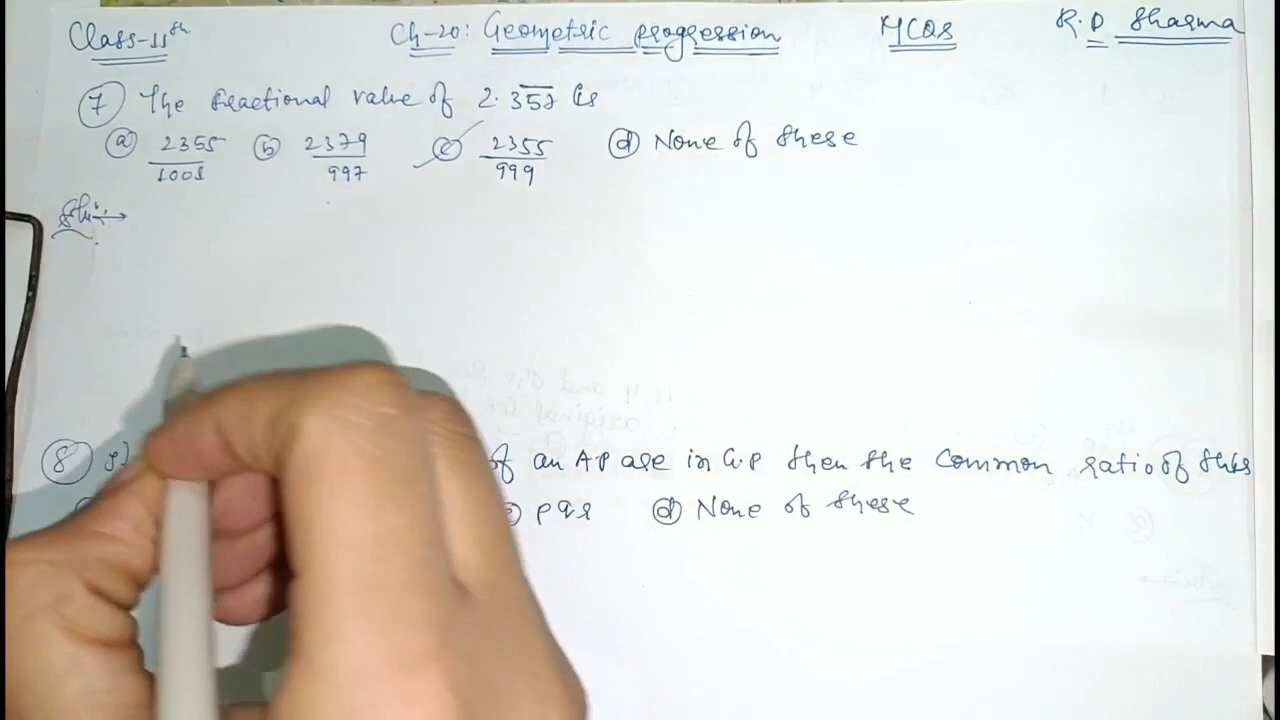 Class-11th Ch-20: Geometric progression MCQS R.D Sharma
7 The fractional value of 2.357 is
a 2355/1001 b 2379/997 c 2355/999 d None of these
8 of an AP are in G.P then the Common ratio of this
pqr d None of these